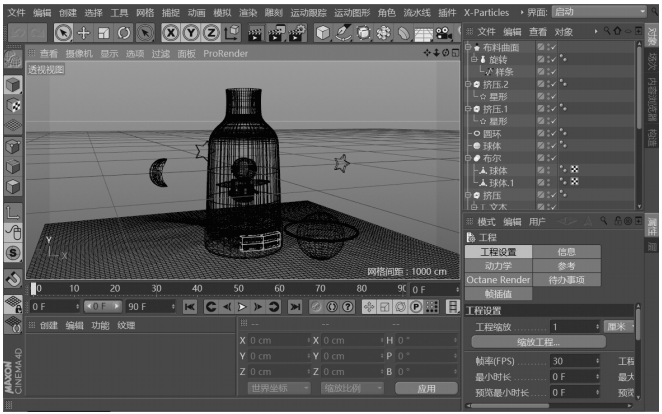 文件 编辑 创建 选择 工具 网格 捕捉 动画 模拟 渲染 雕刻 运动跟踪 运动图形 角色 流水线 插件 X-Particles 界面: 启动
查看 摄像机 显示 选项 过滤 面板 ProRender
透视视图
Y
X
网格间距: 1000 cm
文件 编辑 查看 对象
布料曲面
旋转
样条
挤压.2
星形
挤压.1
星形
圆环
球体
布尔
球体
球体.1
挤压
文本
对象
场次
内容浏览器
构造
模式 编辑 用户
工程
工程设置 信息
动力学 参考
Octane Render 待办事项
帧插值
工程设置
工程缩放 1 厘米
缩放工程...
帧率(FPS) 30 工程
最小时长 0 F 最大
预览最小时长 0 F 预览
属性
层
0 10 20 30 40 50 60 70 80 90 0 F
0 F 0 F 90 F
创建 编辑 功能 纹理
-- -- --
X 0 cm X 0 cm H 0 °
Y 0 cm Y 0 cm P 0 °
Z 0 cm Z 0 cm B 0 °
世界坐标 缩放比例 应用
MAXON
CINEMA 4D